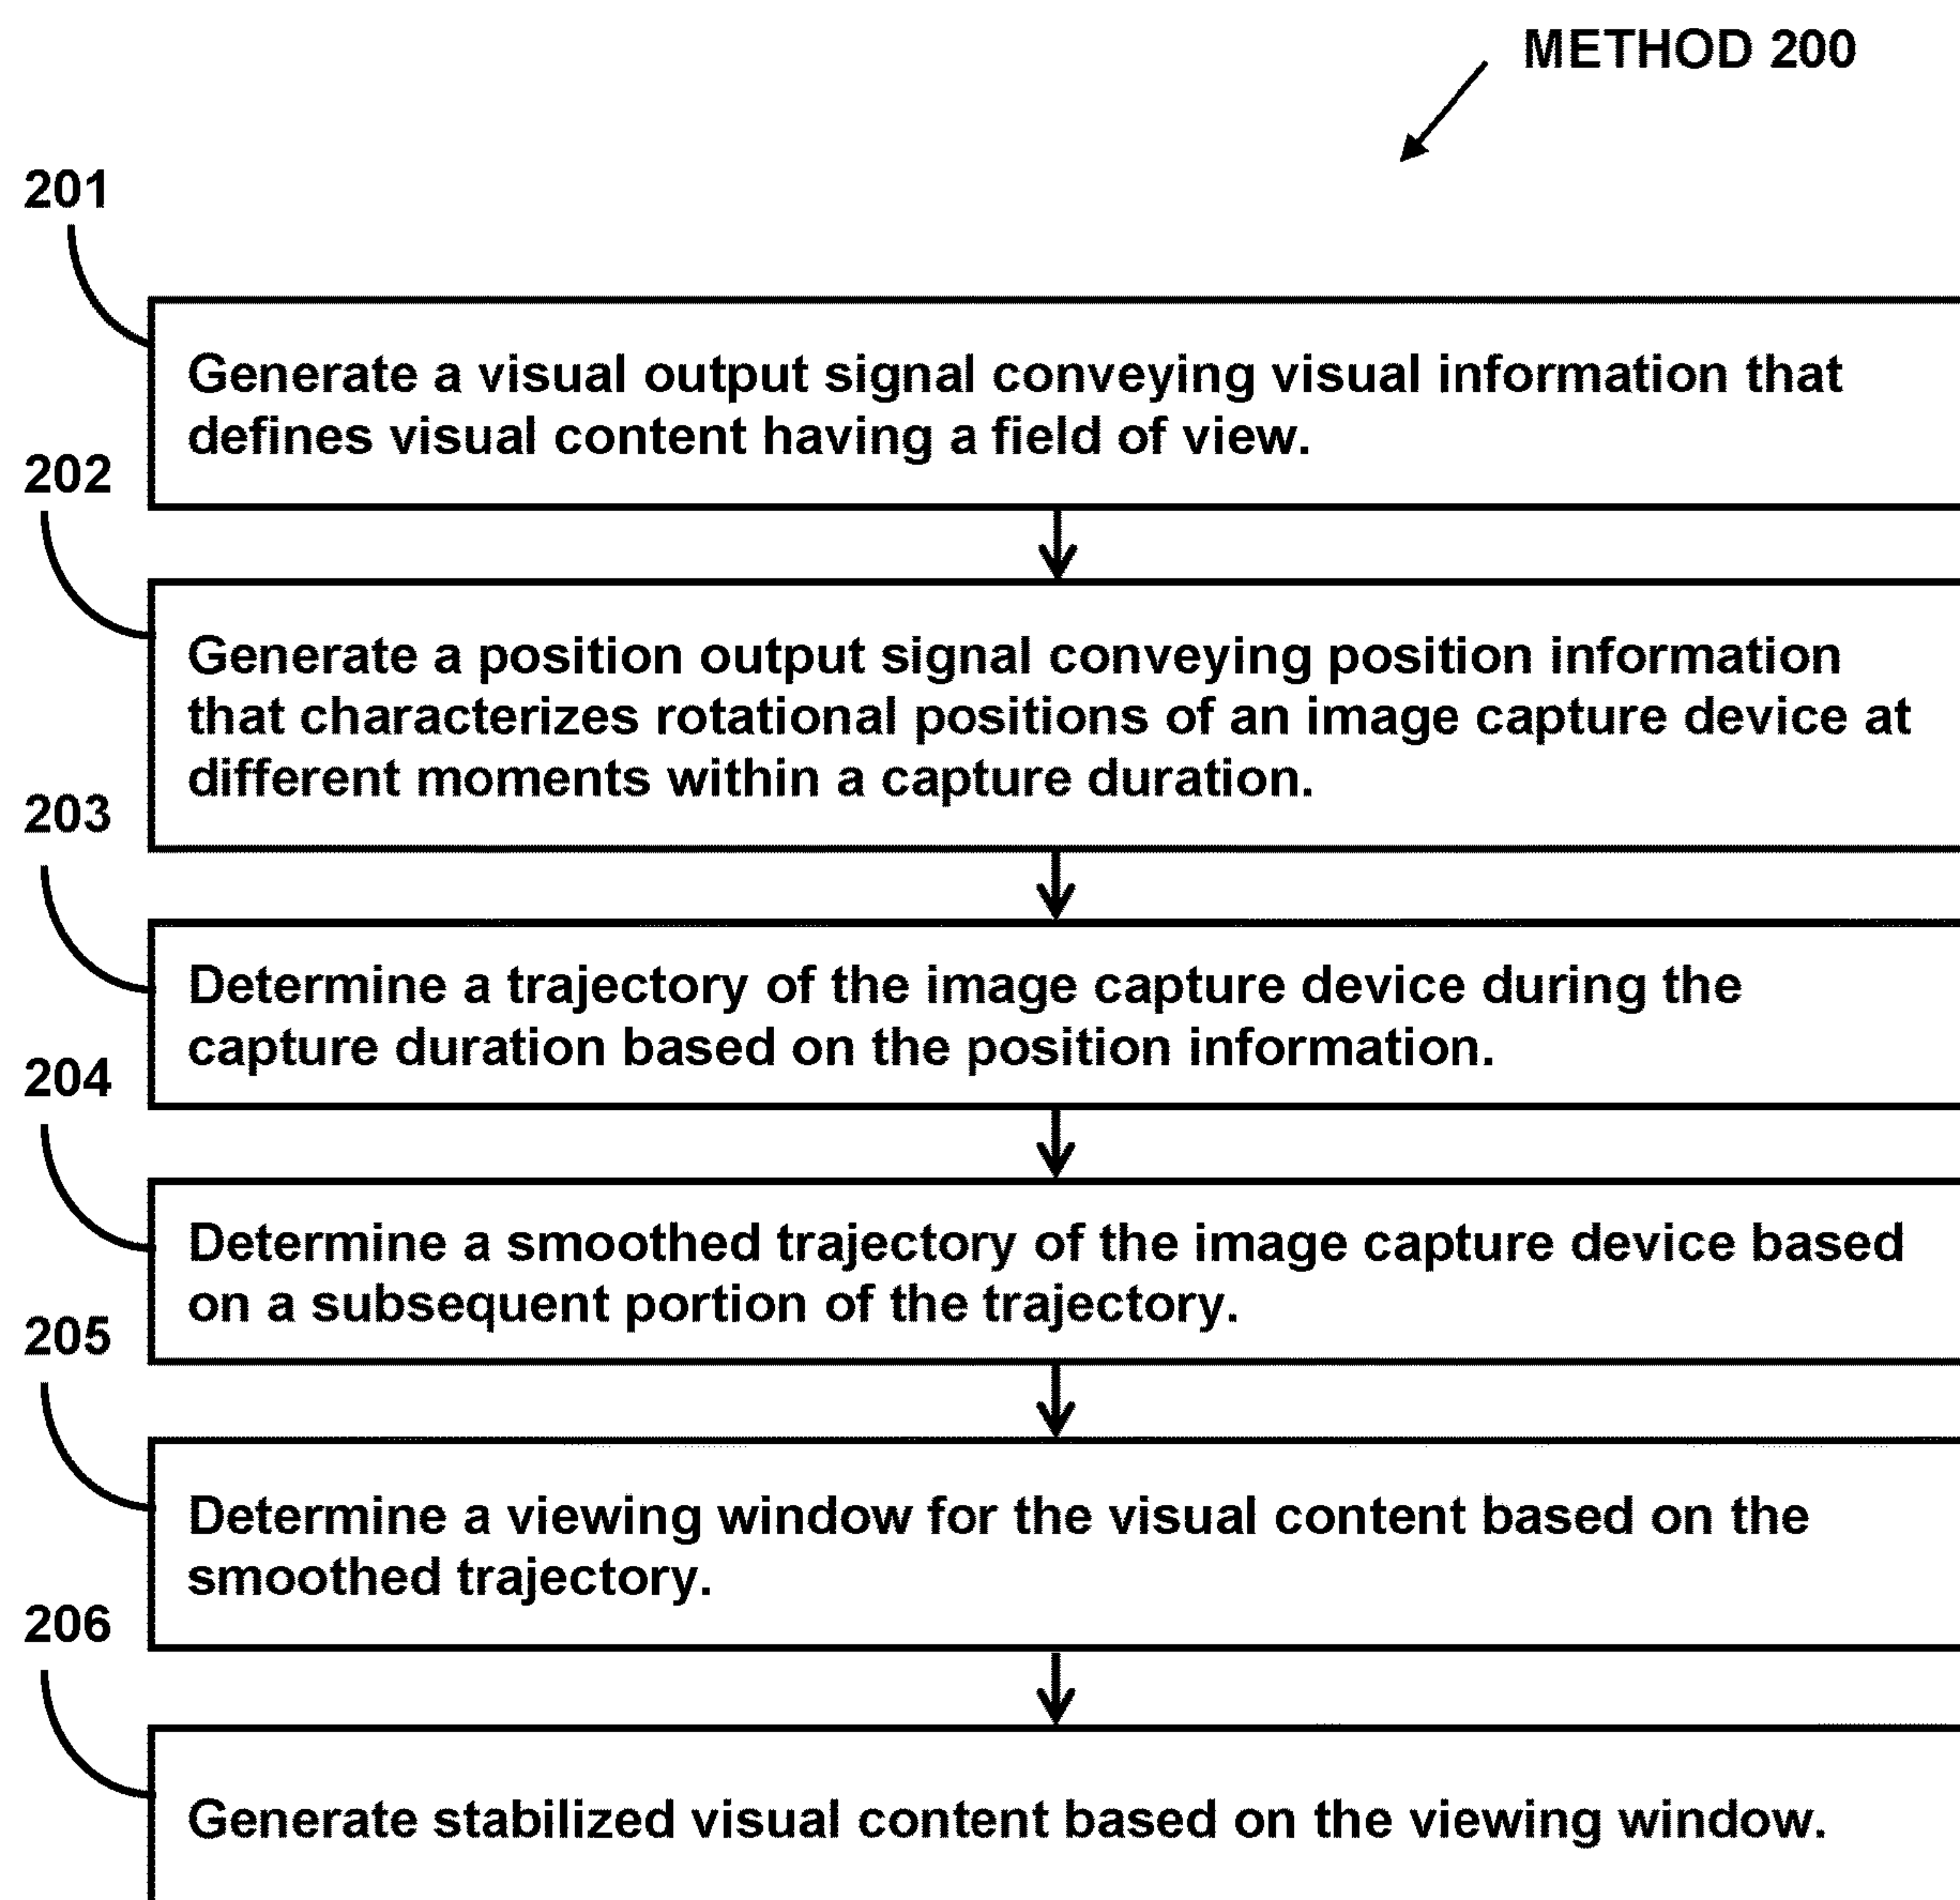 METHOD 200
201
Generate a visual output signal conveying visual information that
defines visual content having a field of view.
202
Generate a position output signal conveying position information
that characterizes rotational positions of an image capture device at
different moments within a capture duration.
203
Determine a trajectory of the image capture device during the
capture duration based on the position information.
204
Determine a smoothed trajectory of the image capture device based
on a subsequent portion of the trajectory.
205
Determine a viewing window for the visual content based on the
smoothed trajectory.
206
Generate stabilized visual content based on the viewing window.